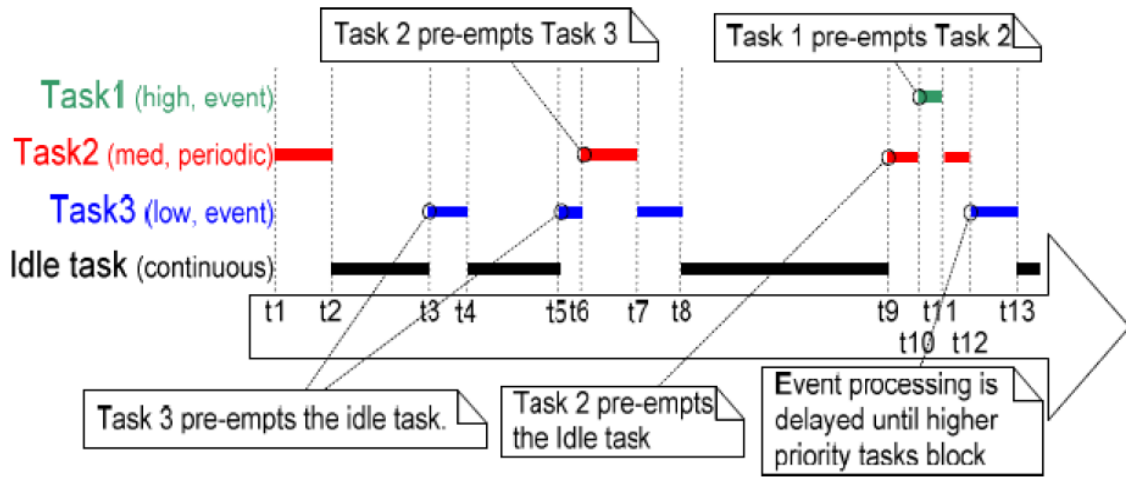 Task 2 pre-empts Task 3
Task 1 pre-empts Task 2
Task1 (high, event)
Task2 (med, periodic)
Task3 (low, event)
Idle task (continuous)
t1 t2 t3 t4 t5 t6 t7 t8 t9 t11 t13
t10 t12
Task 3 pre-empts the idle task.
Task 2 pre-empts
the Idle task
Event processing is
delayed until higher
priority tasks block